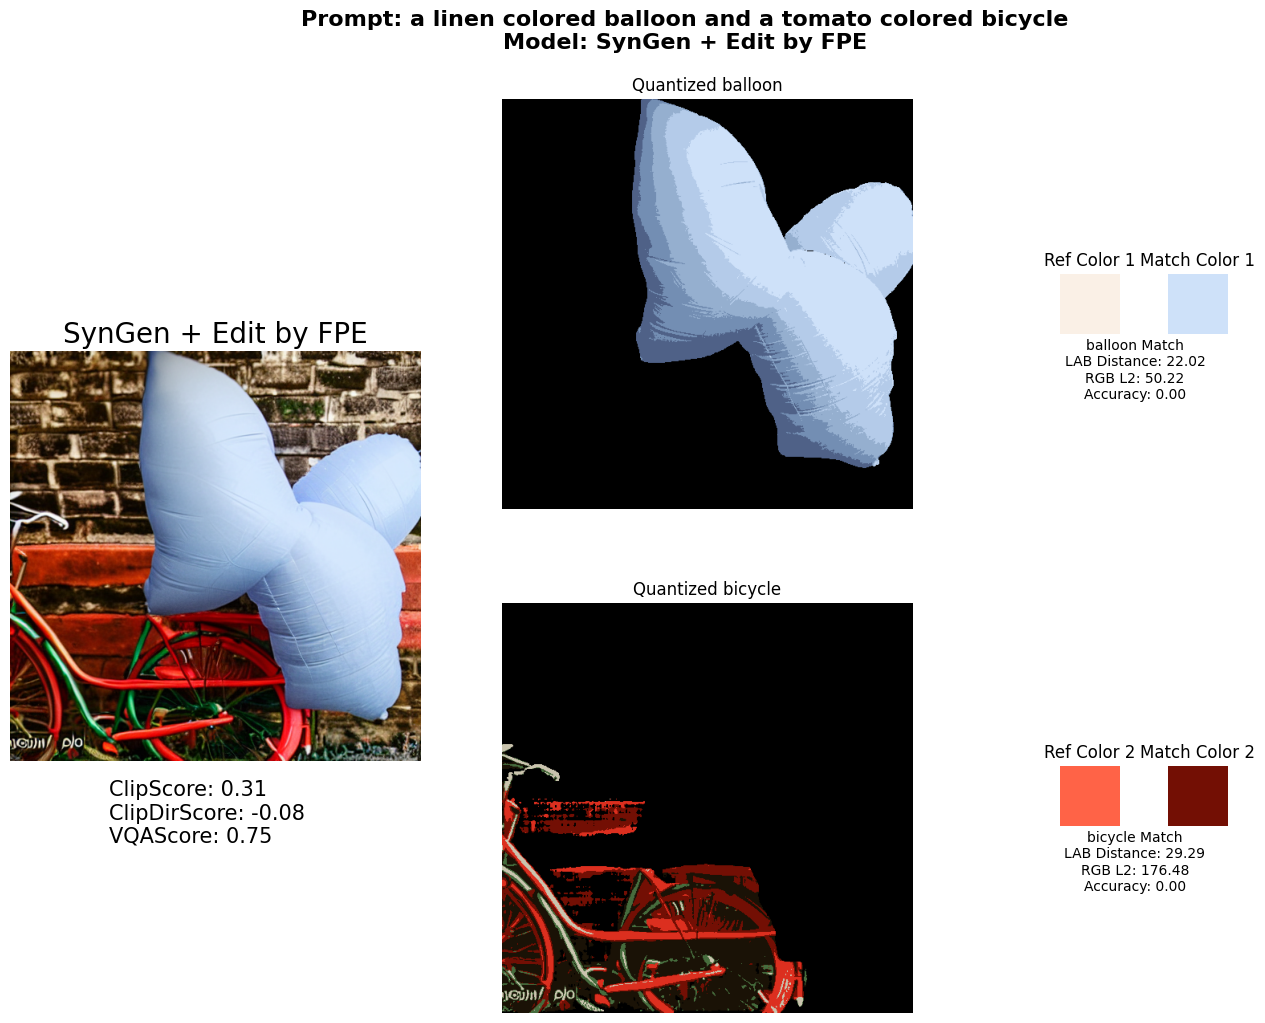 Prompt: a linen colored balloon and a tomato colored bicycle
Model: SynGen + Edit by FPE
Quantized balloon
Ref Color 1 Match Color 1
balloon Match
LAB Distance: 22.02
RGB L2: 50.22
Accuracy: 0.00
SynGen + Edit by FPE
ClipScore: 0.31
ClipDirScore: -0.08
VQAScore: 0.75
Quantized bicycle
Ref Color 2 Match Color 2
bicycle Match
LAB Distance: 29.29
RGB L2: 176.48
Accuracy: 0.00